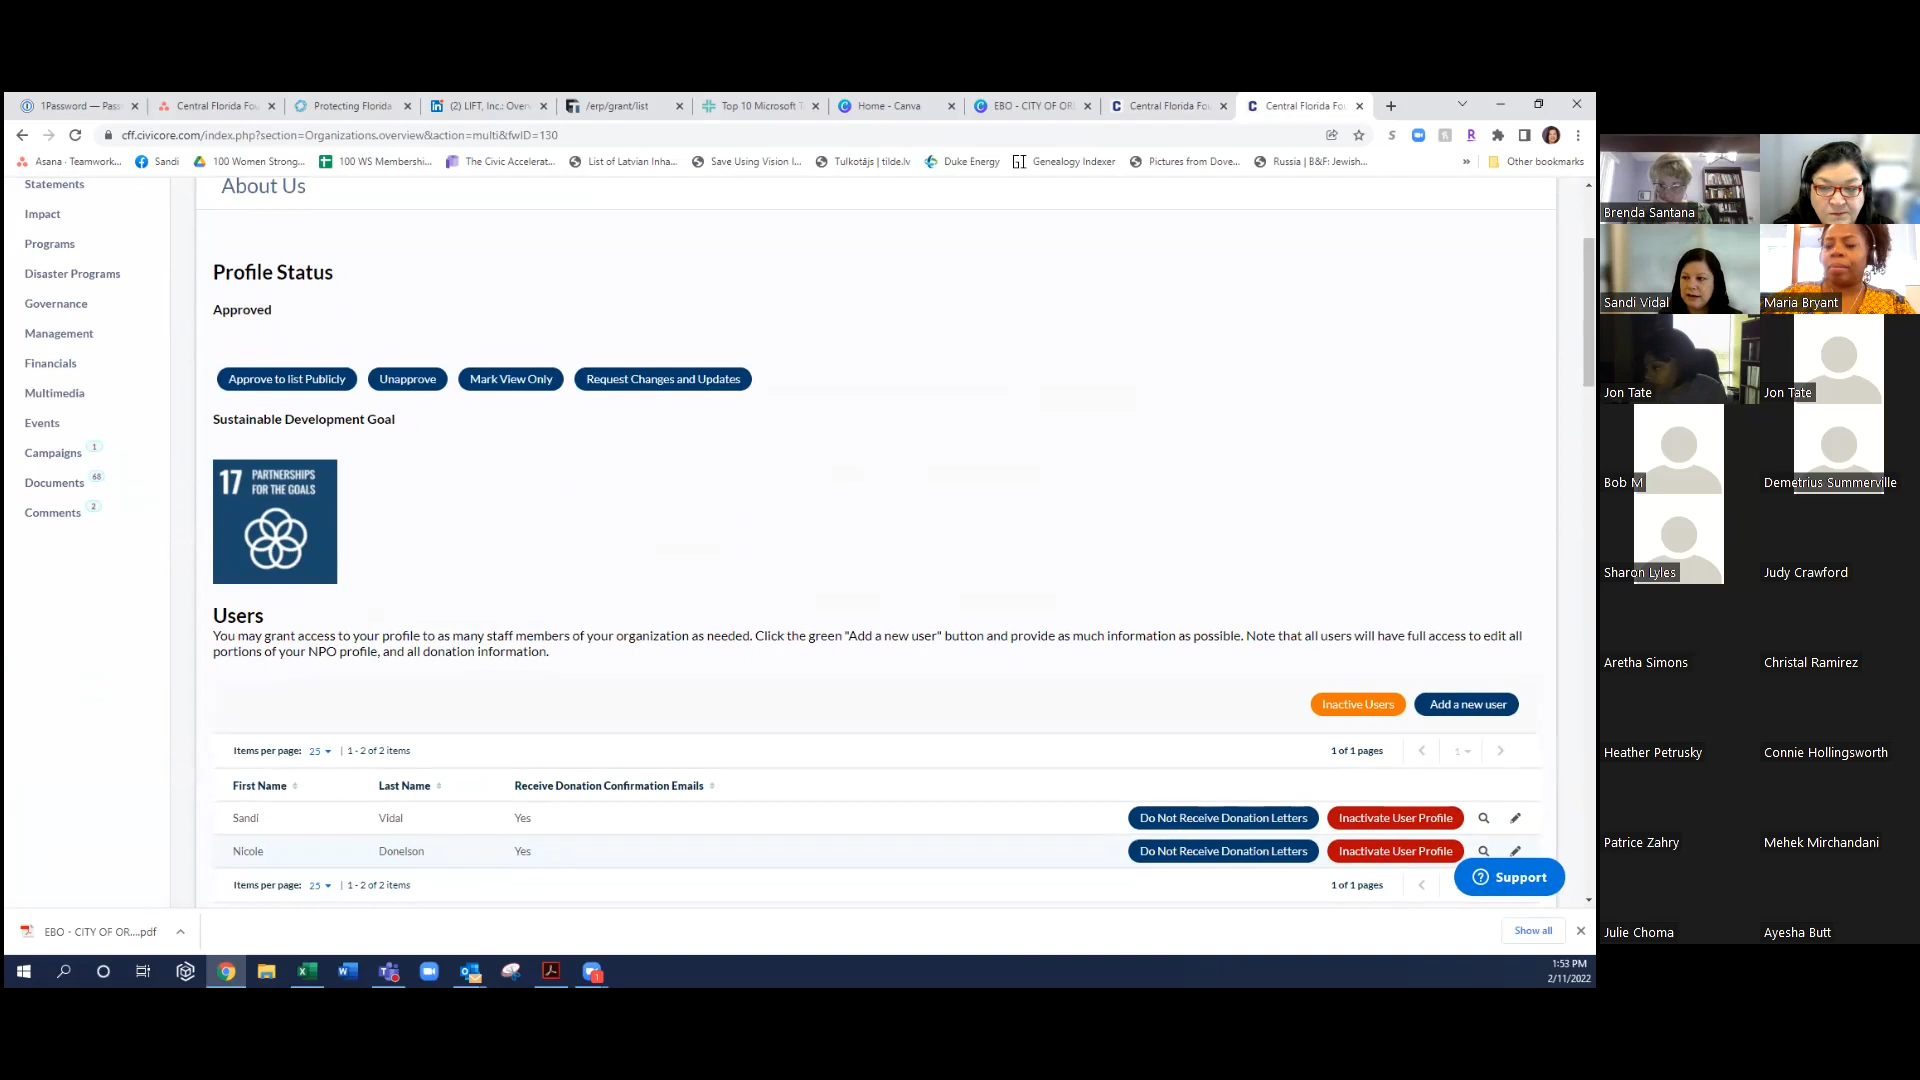 1Password — Pass
Central Florida Fou
Protecting Florida
(2) LIFT, Inc.: Over
/erp/grant/list
Top 10 Microsoft T
Home - Canva
EBO - CITY OF OR
Central Florida Fou
Central Florida Fou
cff.civicore.com/index.php?section=Organizations.overview&action=multi&fwID=130
Asana - Teamwork...
Sandi
100 Women Strong...
100 WS Membershi...
The Civic Accelerat...
List of Latvian Inha...
Save Using Vision I...
Tulkotājs | tilde.lv
Duke Energy
Genealogy Indexer
Pictures from Dove...
Russia | B&F: Jewish...
»
Other bookmarks
Statements
Impact
Programs
Disaster Programs
Governance
Management
Financials
Multimedia
Events
Campaigns 1
Documents 68
Comments 2
About Us
Profile Status
Approved
Approve to list Publicly
Unapprove
Mark View Only
Request Changes and Updates
Sustainable Development Goal
17 PARTNERSHIPS
FOR THE GOALS
Users
You may grant access to your profile to as many staff members of your organization as needed. Click the green "Add a new user" button and provide as much information as possible. Note that all users will have full access to edit all
portions of your NPO profile, and all donation information.
Inactive Users
Add a new user
Items per page: 25 | 1 - 2 of 2 items
1 of 1 pages
1
First Name
Last Name
Receive Donation Confirmation Emails
Sandi Vidal Yes Do Not Receive Donation Letters Inactivate User Profile
Nicole Donelson Yes Do Not Receive Donation Letters Inactivate User Profile
Items per page: 25 | 1 - 2 of 2 items
1 of 1 pages
Support
EBO - CITY OF OR....pdf
Show all
1:53 PM
2/11/2022
Brenda Santana
Sandi Vidal
Maria Bryant
Jon Tate
Jon Tate
Bob M
Demetrius Summerville
Sharon Lyles
Judy Crawford
Aretha Simons
Christal Ramirez
Heather Petrusky
Connie Hollingsworth
Patrice Zahry
Mehek Mirchandani
Julie Choma
Ayesha Butt